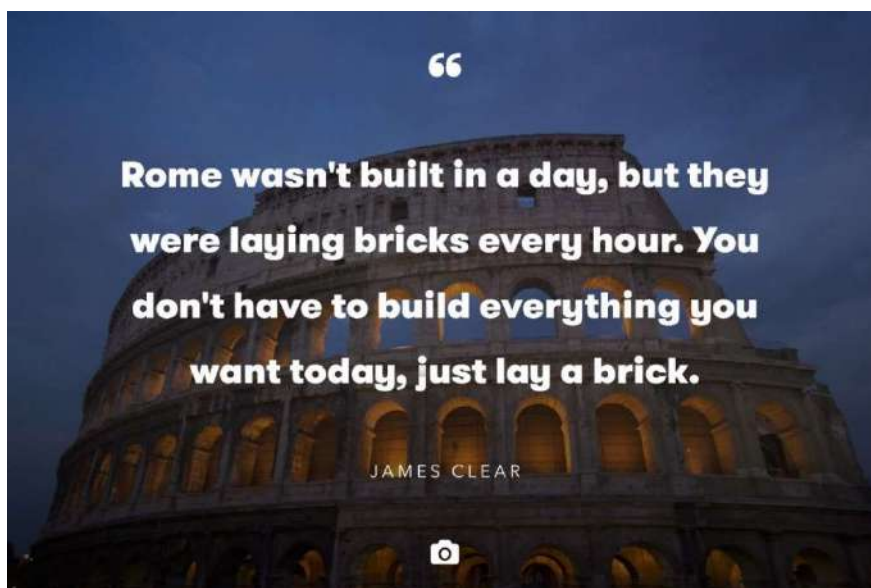 “
Rome wasn't built in a day, but they
were laying bricks every hour. You
don't have to build everything you
want today, just lay a brick.
JAMES CLEAR